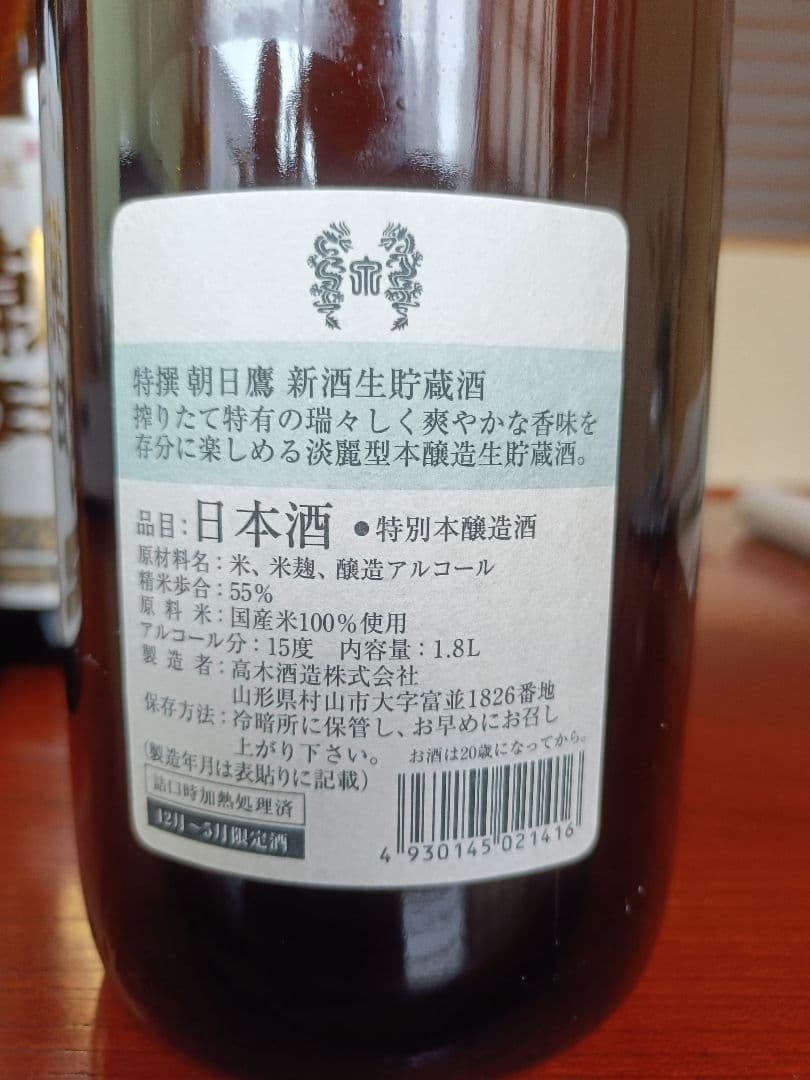 特撰 朝日鷹 新酒生貯蔵酒
搾りたて特有の瑞々しく爽やかな香味を
存分に楽しめる淡麗型本醸造生貯蔵酒。
品目：日本酒 ●特別本醸造酒
原材料名：米、米麹、醸造アルコール
精米歩合：55%
原料米：国産米100%使用
アルコール分：15度 内容量：1.8L
製造者：高木酒造株式会社
山形県村山市大字富並1826番地
保存方法：冷暗所に保管し、お早めにお召し
上がり下さい。 お酒は20歳になってから。
（製造年月は表貼りに記載）
詰口時加熱処理済
12月〜5月限定酒
4 930145 021416